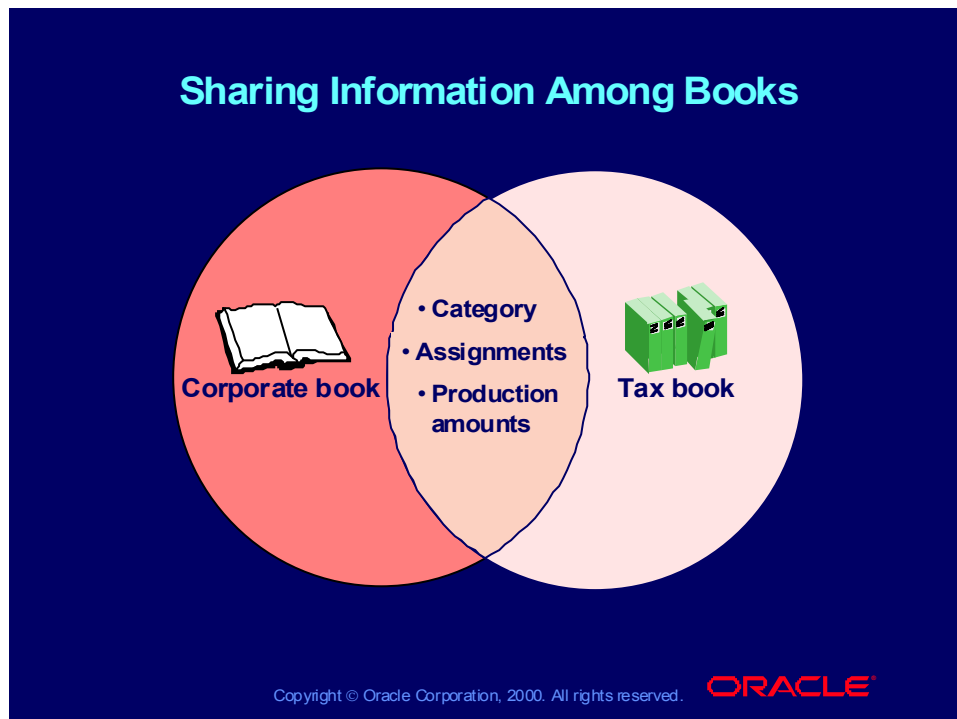 Sharing Information Among Books
• Category
• Assignments
• Production
amounts
Corporate book
Tax book
Copyright © Oracle Corporation, 2000. All rights reserved.
ORACLE®